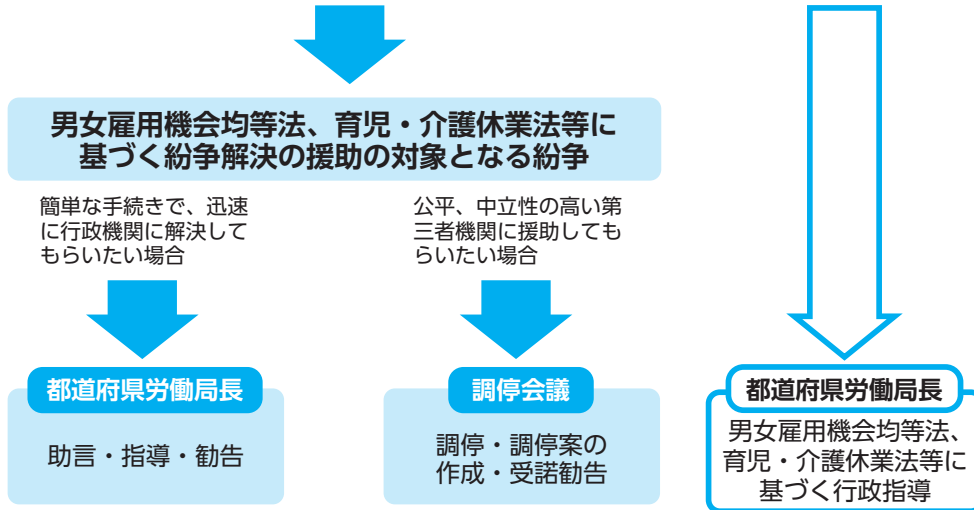 男女雇用機会均等法、育児・介護休業法等に
基づく紛争解決の援助の対象となる紛争
簡単な手続きで、迅速
に行政機関に解決して
もらいたい場合
公平、中立性の高い第
三者機関に援助しても
らいたい場合
都道府県労働局長
助言・指導・勧告
調停会議
調停・調停案の
作成・受諾勧告
都道府県労働局長
男女雇用機会均等法、
育児・介護休業法等に
基づく行政指導